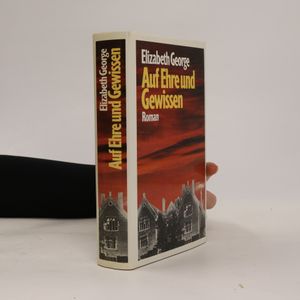 Elizabeth George
Auf Ehre und Gewissen
Elizabeth George
Auf Ehre und
Gewissen
Roman